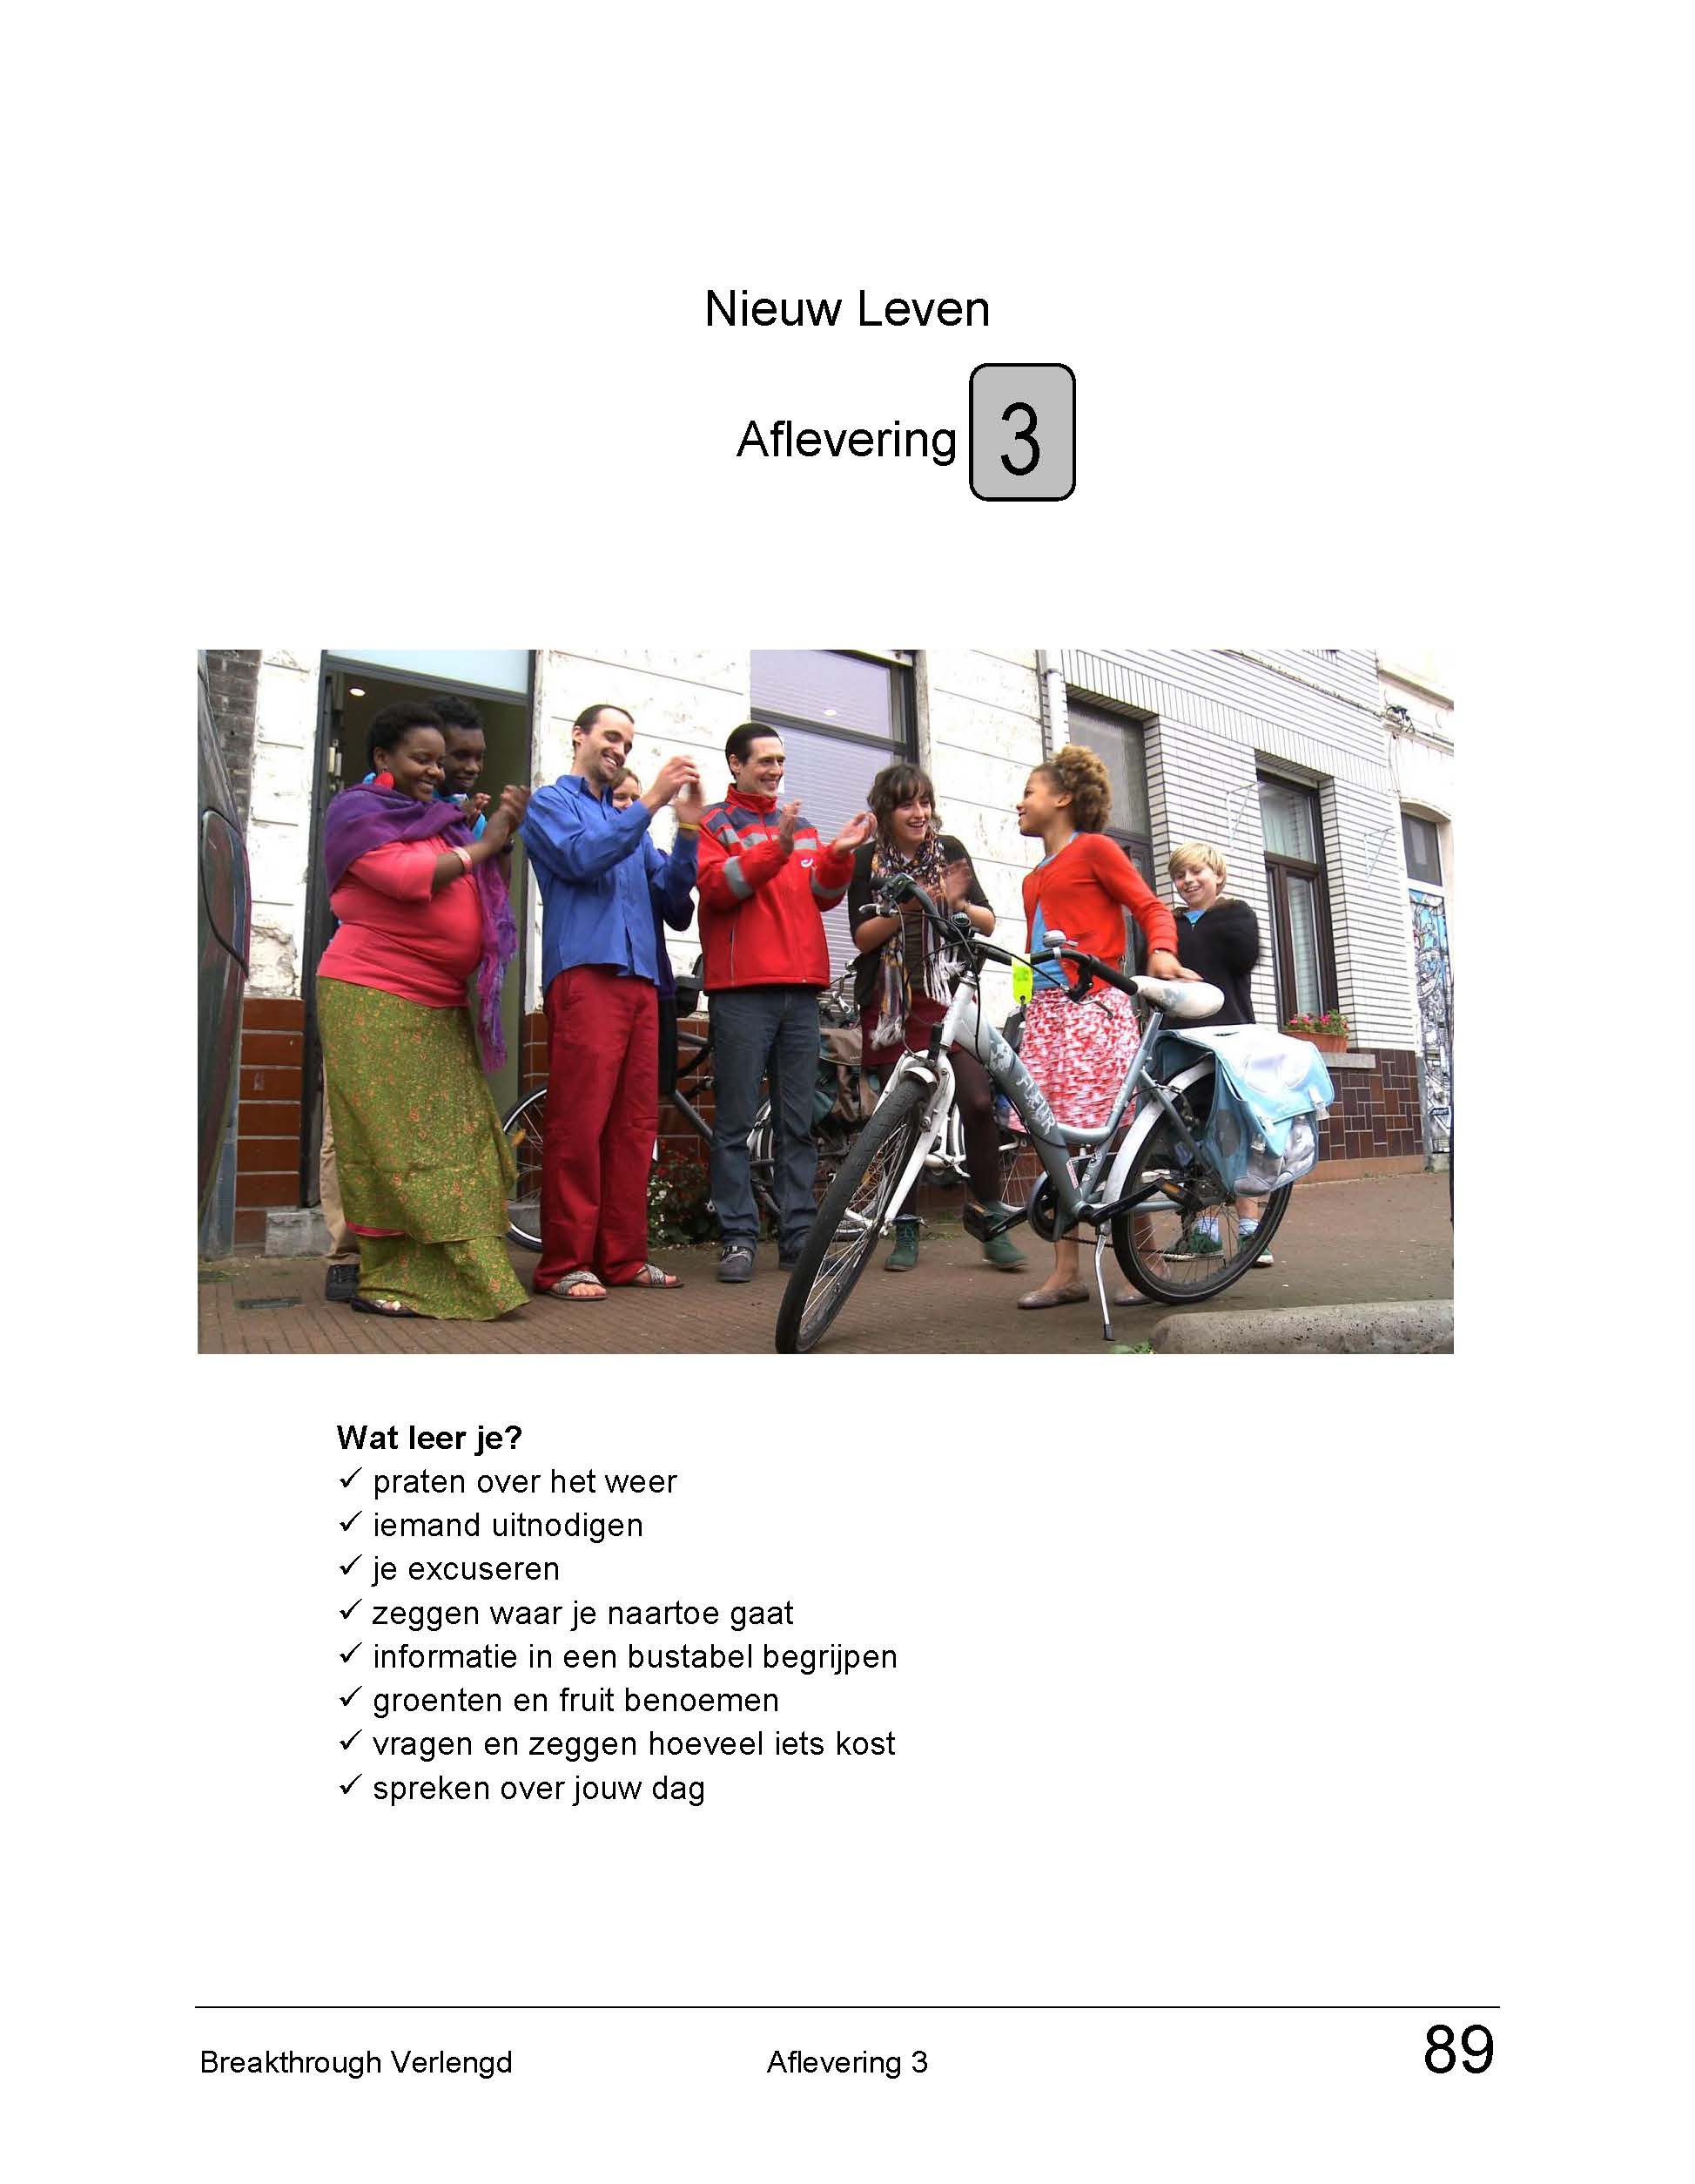 Nieuw Leven
Aflevering 3
FLEUR
Wat leer je?
✓ praten over het weer
✓ iemand uitnodigen
✓ je excuseren
✓ zeggen waar je naartoe gaat
✓ informatie in een bustabel begrijpen
✓ groenten en fruit benoemen
✓ vragen en zeggen hoeveel iets kost
✓ spreken over jouw dag
Breakthrough Verlengd Aflevering 3 89